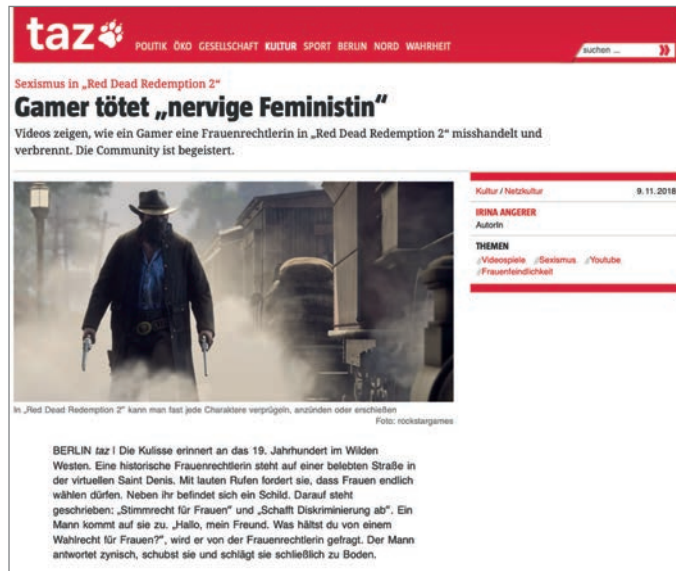 taz
POLITIK ÖKO GESELLSCHAFT KULTUR SPORT BERLIN NORD WAHRHEIT
suchen ...
Sexismus in „Red Dead Redemption 2“
Gamer tötet „nervige Feministin“
Videos zeigen, wie ein Gamer eine Frauenrechtlerin in „Red Dead Redemption 2“ misshandelt und
verbrennt. Die Community ist begeistert.
Kultur / Netzkultur 9.11.2018
IRINA ANGERER
Autorin
THEMEN
//Videospiele //Sexismus //Youtube
//Frauenfeindlichkeit
In „Red Dead Redemption 2“ kann man fast jede Charaktere verprügeln, anzünden oder erschießen
Foto: rockstargames
BERLIN taz | Die Kulisse erinnert an das 19. Jahrhundert im Wilden
Westen. Eine historische Frauenrechtlerin steht auf einer belebten Straße in
der virtuellen Saint Denis. Mit lauten Rufen fordert sie, dass Frauen endlich
wählen dürfen. Neben ihr befindet sich ein Schild. Darauf steht
geschrieben: „Stimmrecht für Frauen“ und „Schafft Diskriminierung ab“. Ein
Mann kommt auf sie zu. „Hallo, mein Freund. Was hältst du von einem
Wahlrecht für Frauen?“, wird er von der Frauenrechtlerin gefragt. Der Mann
antwortet zynisch, schubst sie und schlägt sie schließlich zu Boden.